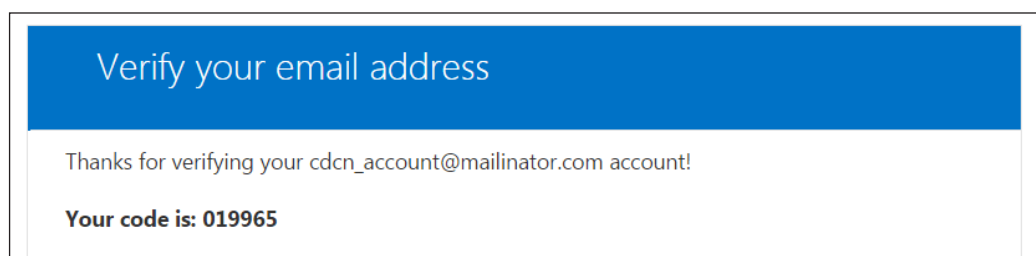 Verify your email address
Thanks for verifying your cdcn_account@mailinator.com account!
Your code is: 019965